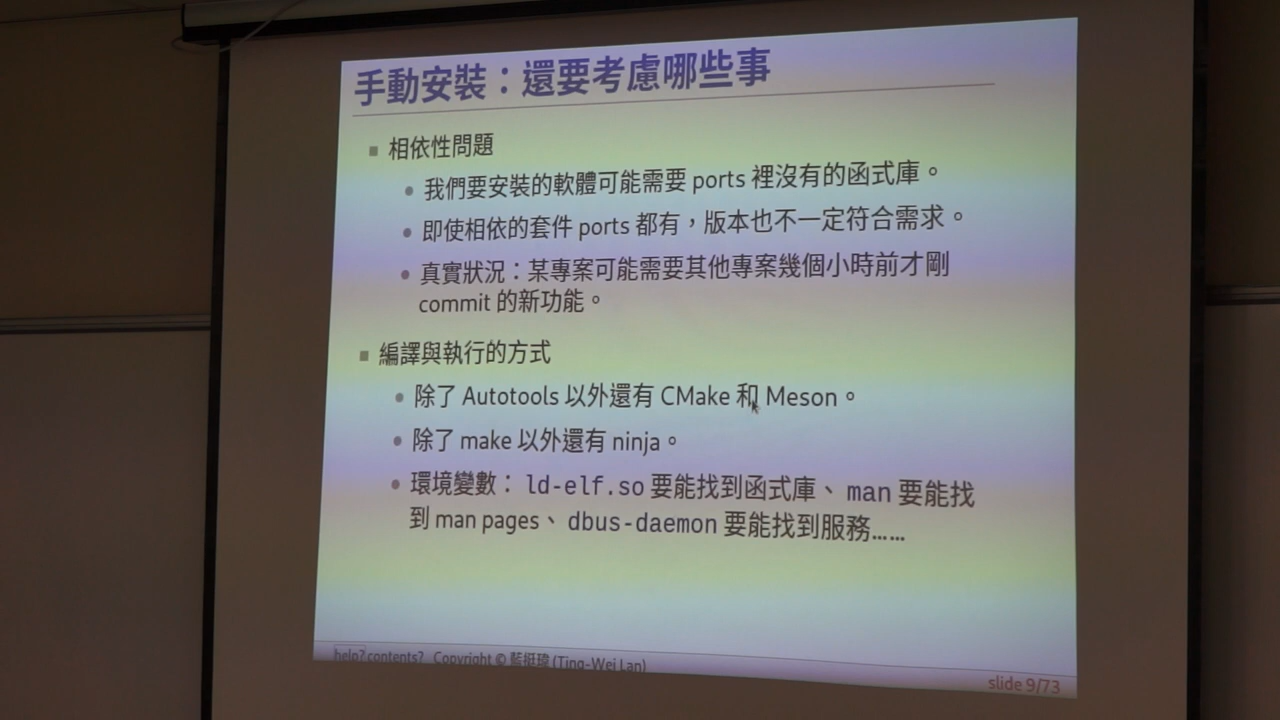 手動安裝：還要考慮哪些事
相依性問題
我們要安裝的軟體可能需要 ports 裡沒有的函式庫。
即使相依的套件 ports 都有，版本也不一定符合需求。
真實狀況：某專案可能需要其他專案幾個小時前才剛
commit 的新功能。
編譯與執行的方式
除了 Autotools 以外還有 CMake 和 Meson。
除了 make 以外還有 ninja。
環境變數： ld-elf.so 要能找到函式庫、 man 要能找
到 man pages、 dbus-daemon 要能找到服務……
help? contents? Copyright © 藍挺瑋 (Ting-Wei Lan)
slide 9/73